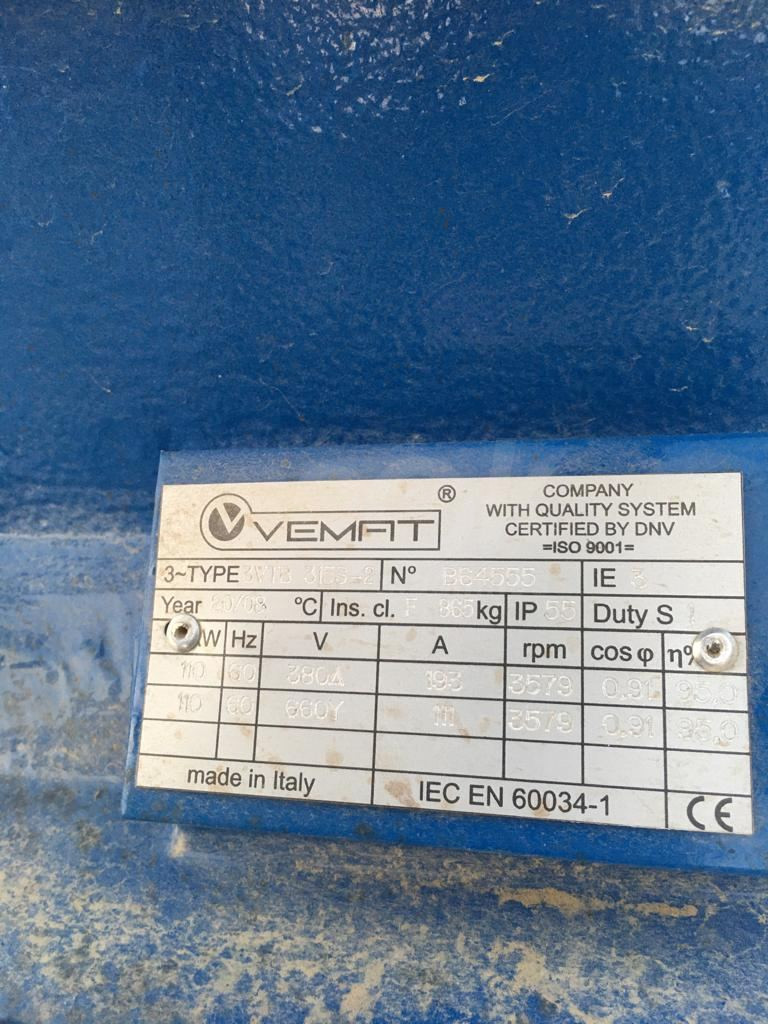 VEMAT ®
COMPANY
WITH QUALITY SYSTEM
CERTIFIED BY DNV
=ISO 9001=
3~TYPE 3VTB 315S-2 N° B64555 IE 3
Year 20/08 °C Ins. cl. F 865 kg IP 55 Duty S 1
W Hz V A rpm cos φ η%
110 60 380Δ 193 3579 0.91 95,0
110 60 660Y 111 3579 0.91 95,0
made in Italy IEC EN 60034-1 CE